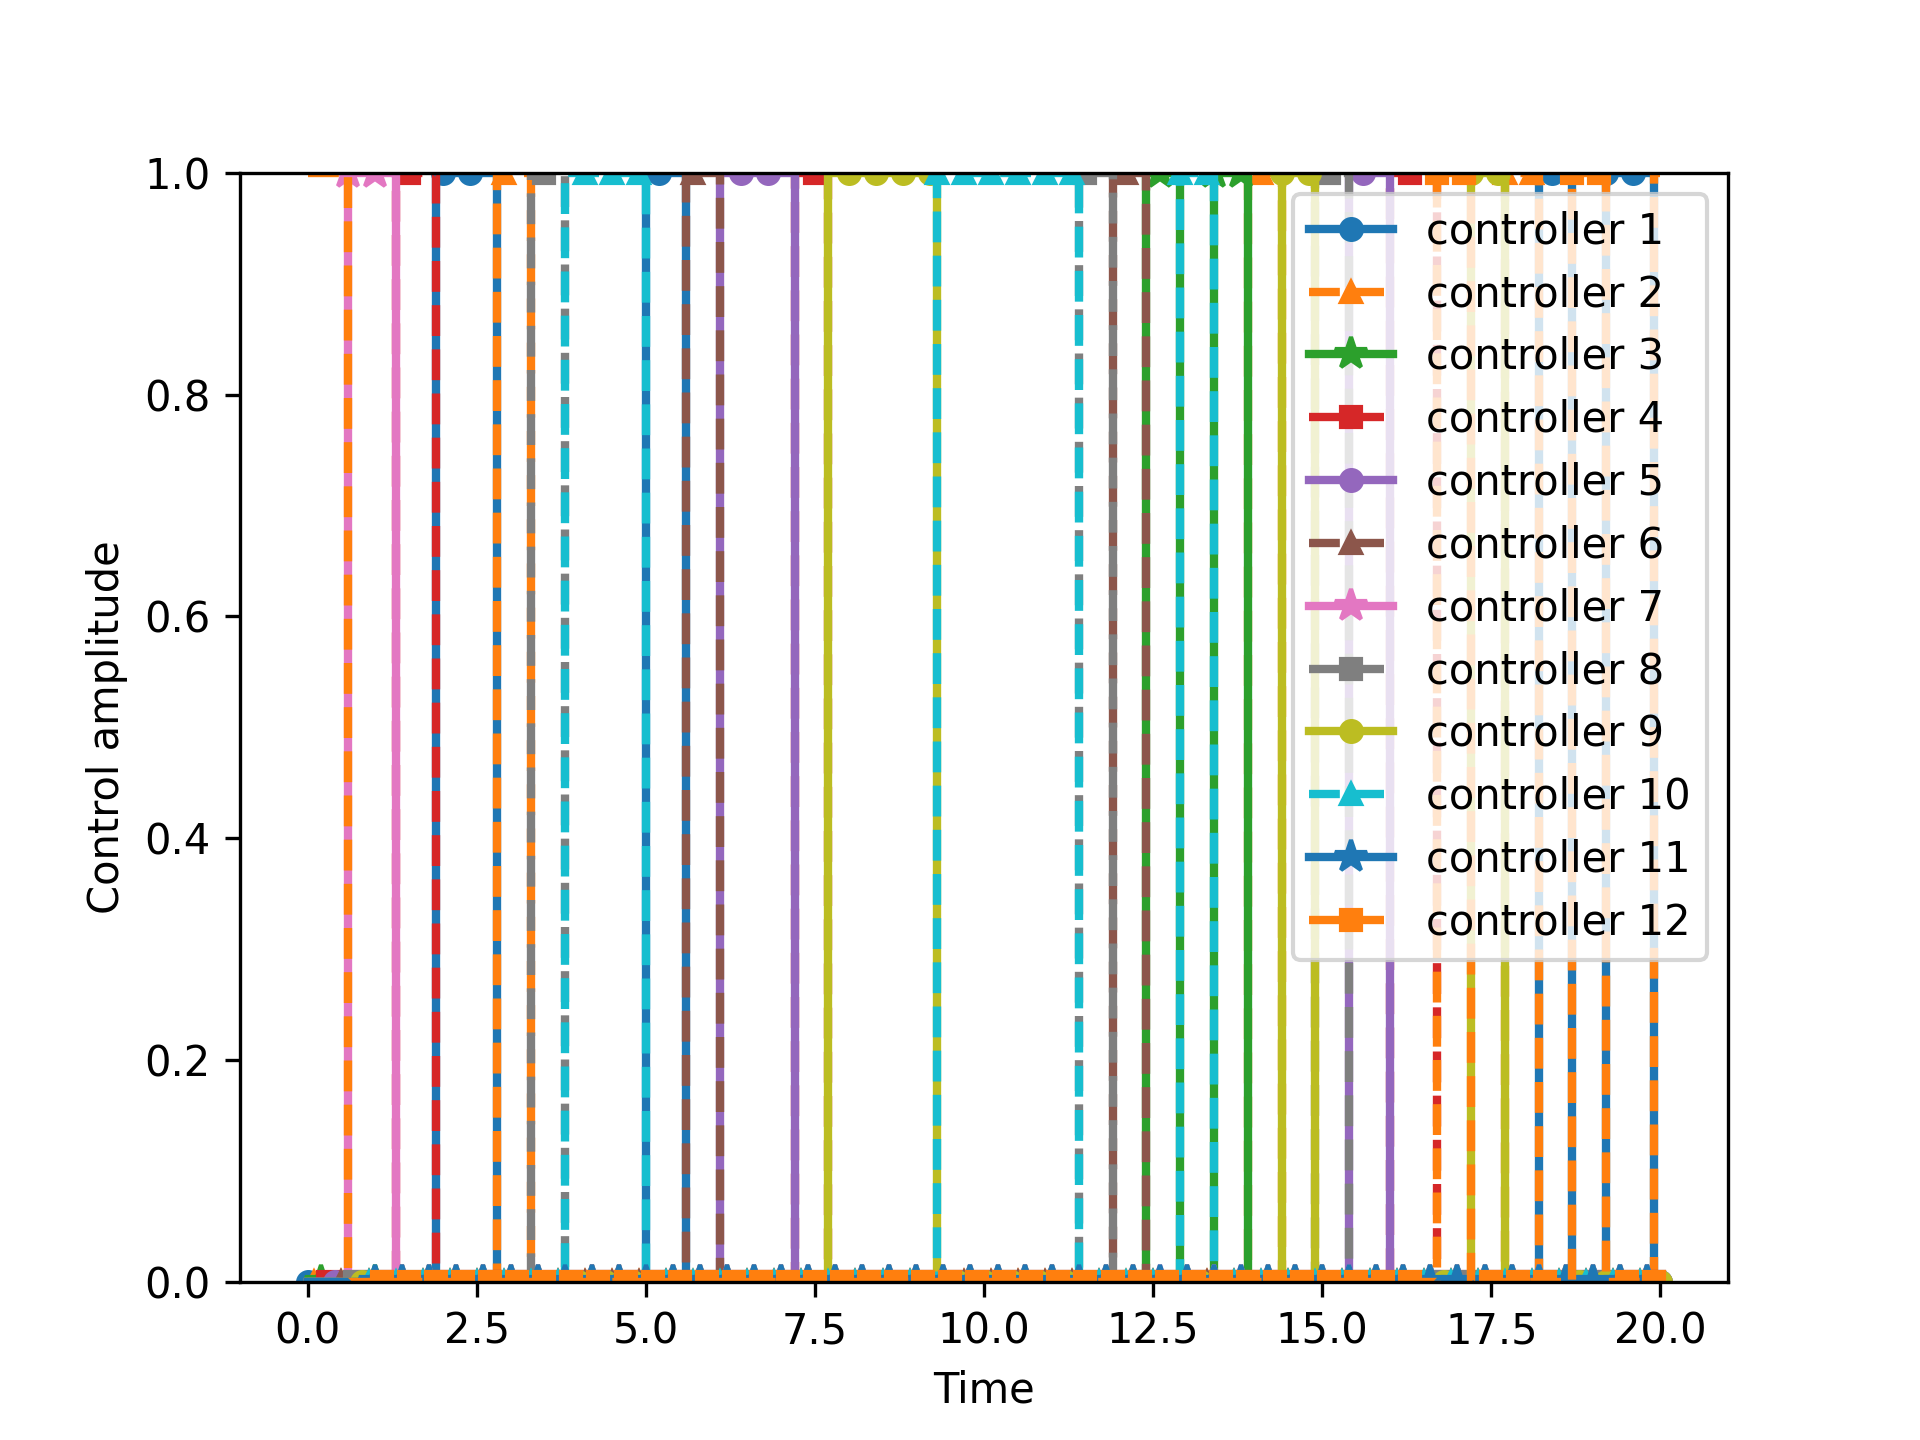 1.0
0.8
0.6
0.4
0.2
0.0
Control amplitude
controller 1
controller 2
controller 3
controller 4
controller 5
controller 6
controller 7
controller 8
controller 9
controller 10
controller 11
controller 12
0.0 2.5 5.0 7.5 10.0 12.5 15.0 17.5 20.0
Time